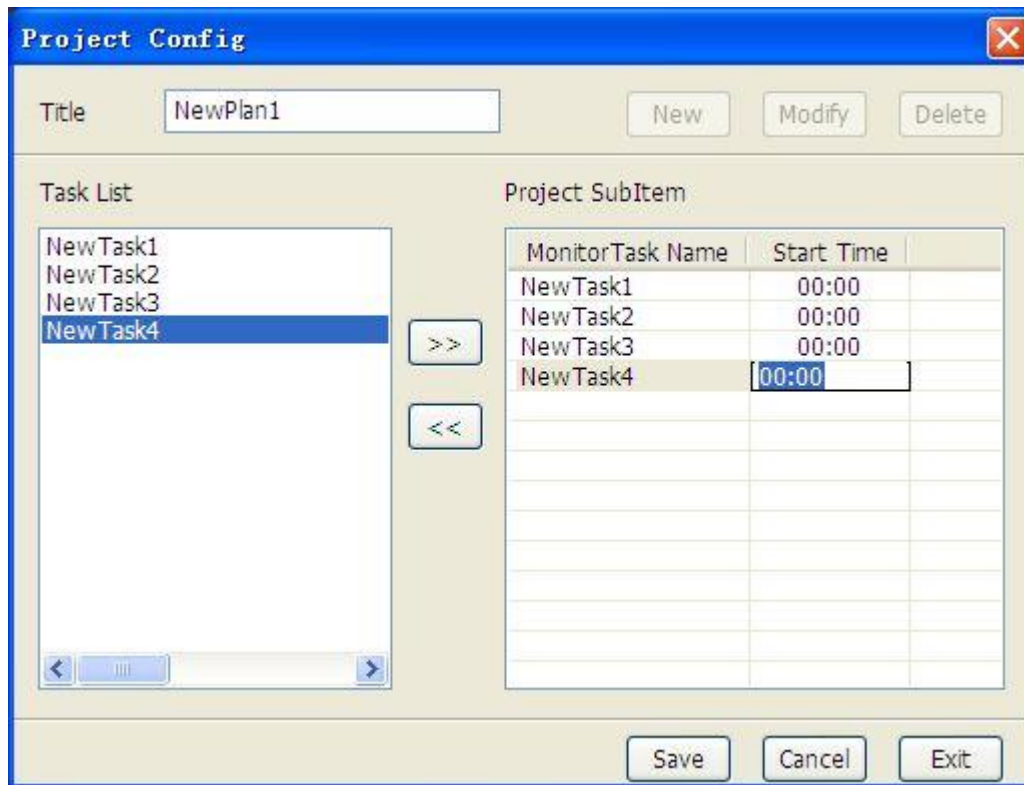 Project Config
Title NewPlan1 New Modify Delete
Task List Project SubItem
NewTask1
NewTask2
NewTask3
NewTask4
>>
<<
MonitorTask Name Start Time
NewTask1 00:00
NewTask2 00:00
NewTask3 00:00
NewTask4 00:00
Save Cancel Exit